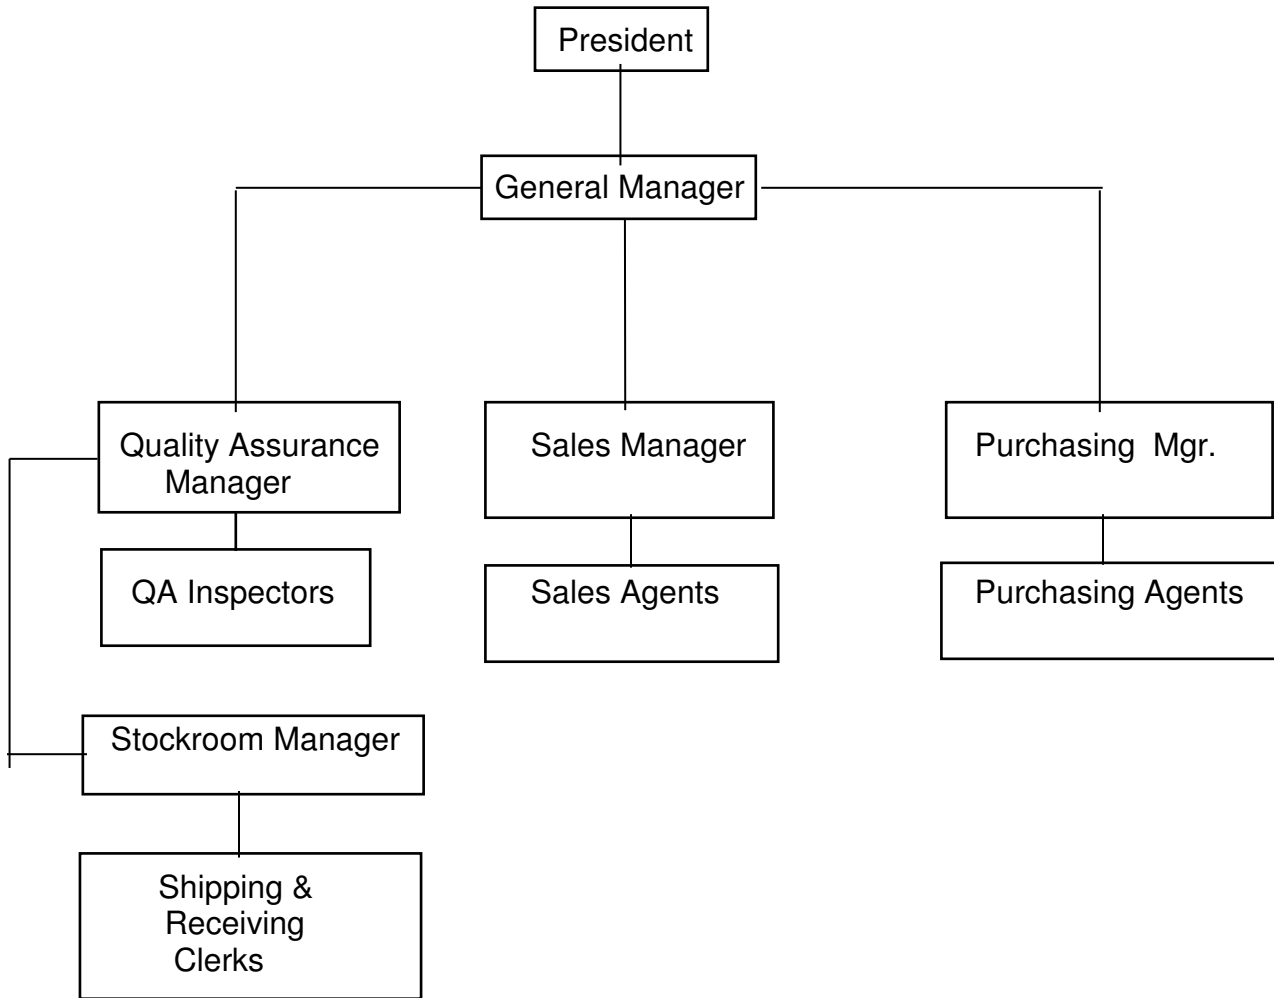 President
General Manager
Quality Assurance
Manager
Sales Manager
Purchasing Mgr.
QA Inspectors
Sales Agents
Purchasing Agents
Stockroom Manager
Shipping &
Receiving
Clerks